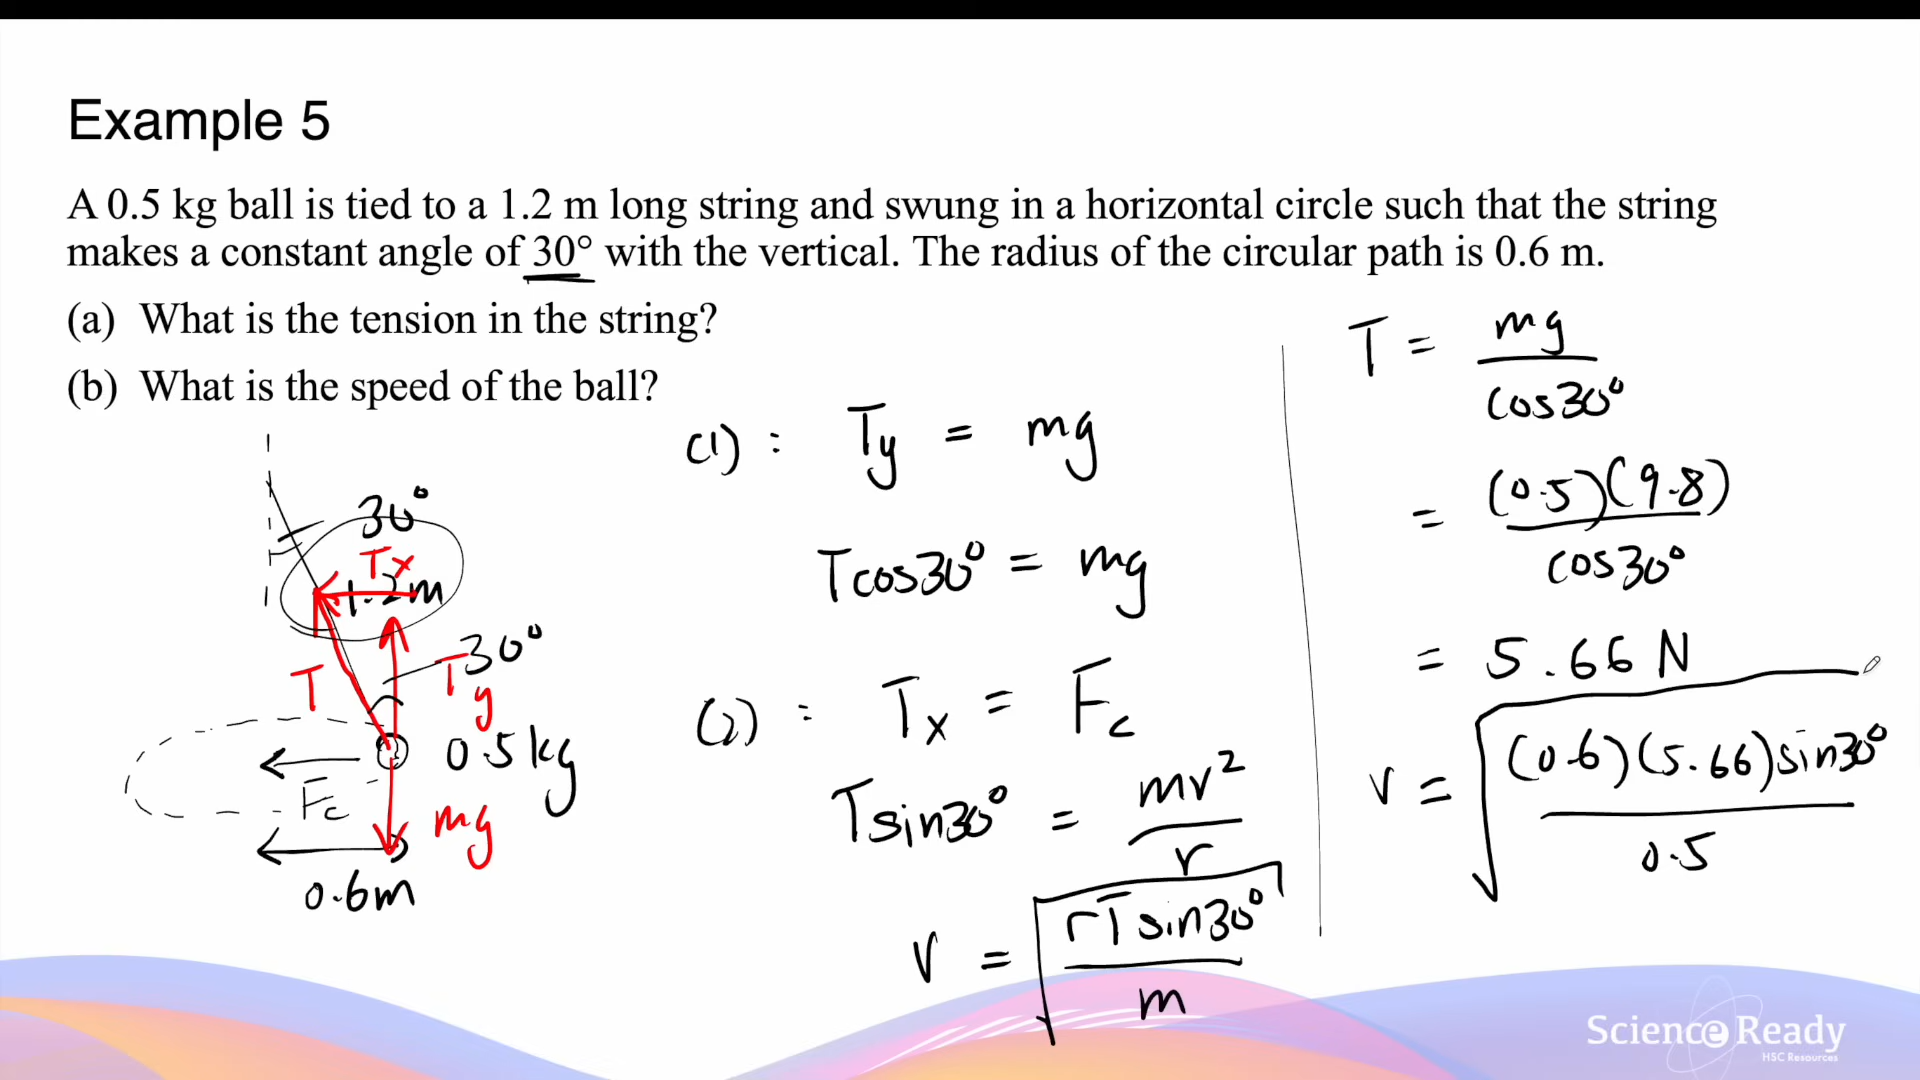 Example 5
A 0.5 kg ball is tied to a 1.2 m long string and swung in a horizontal circle such that the string
makes a constant angle of 30° with the vertical. The radius of the circular path is 0.6 m.
(a) What is the tension in the string?
(b) What is the speed of the ball?
30°
Tx
1.2m
30°
T
Ty
0.5kg
Fc
mg
0.6m
(1) : Ty = mg
Tcos30° = mg
(2) : Tx = Fc
Tsin30° = mv²/r
v = √(rTsin30°/m)
T = mg/cos30°
= (0.5)(9.8)/cos30°
= 5.66 N
v = √((0.6)(5.66)sin30°/0.5)
Science Ready
HSC Resources